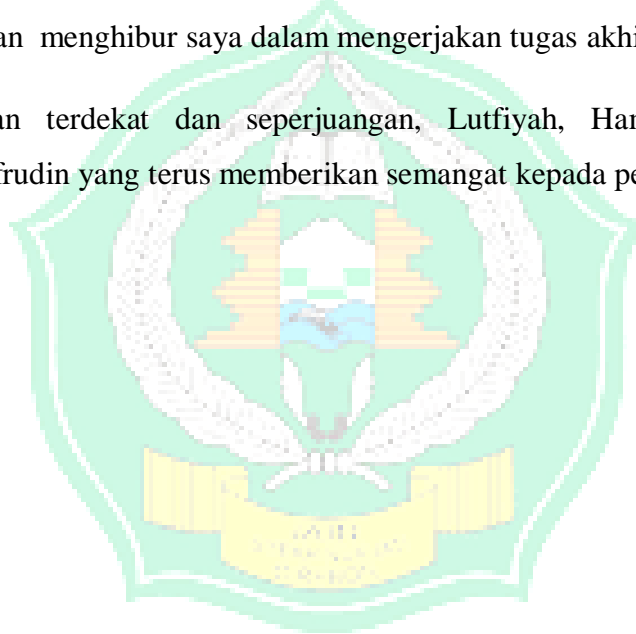 an menghibur saya dalam mengerjakan tugas akhi
an terdekat dan seperjuangan, Lutfiyah, Har
frudin yang terus memberikan semangat kepada pe